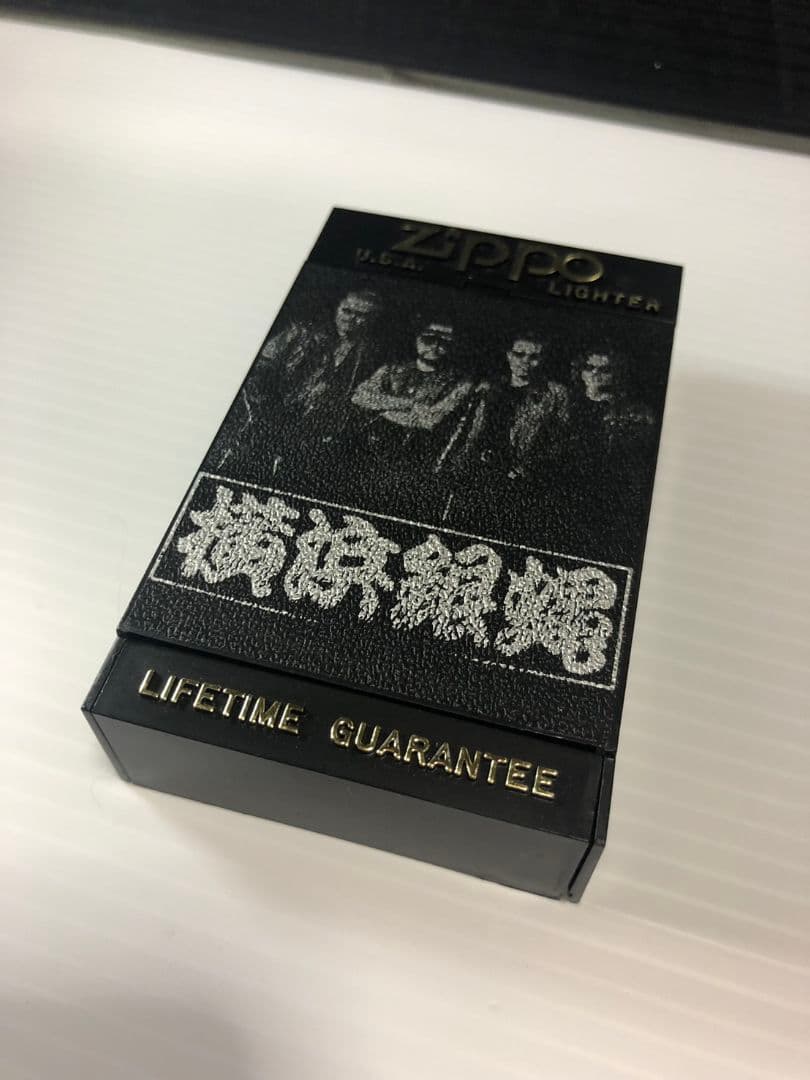 Zippo
U.S.A.
LIGHTER
横浜銀蝿
LIFETIME GUARANTEE